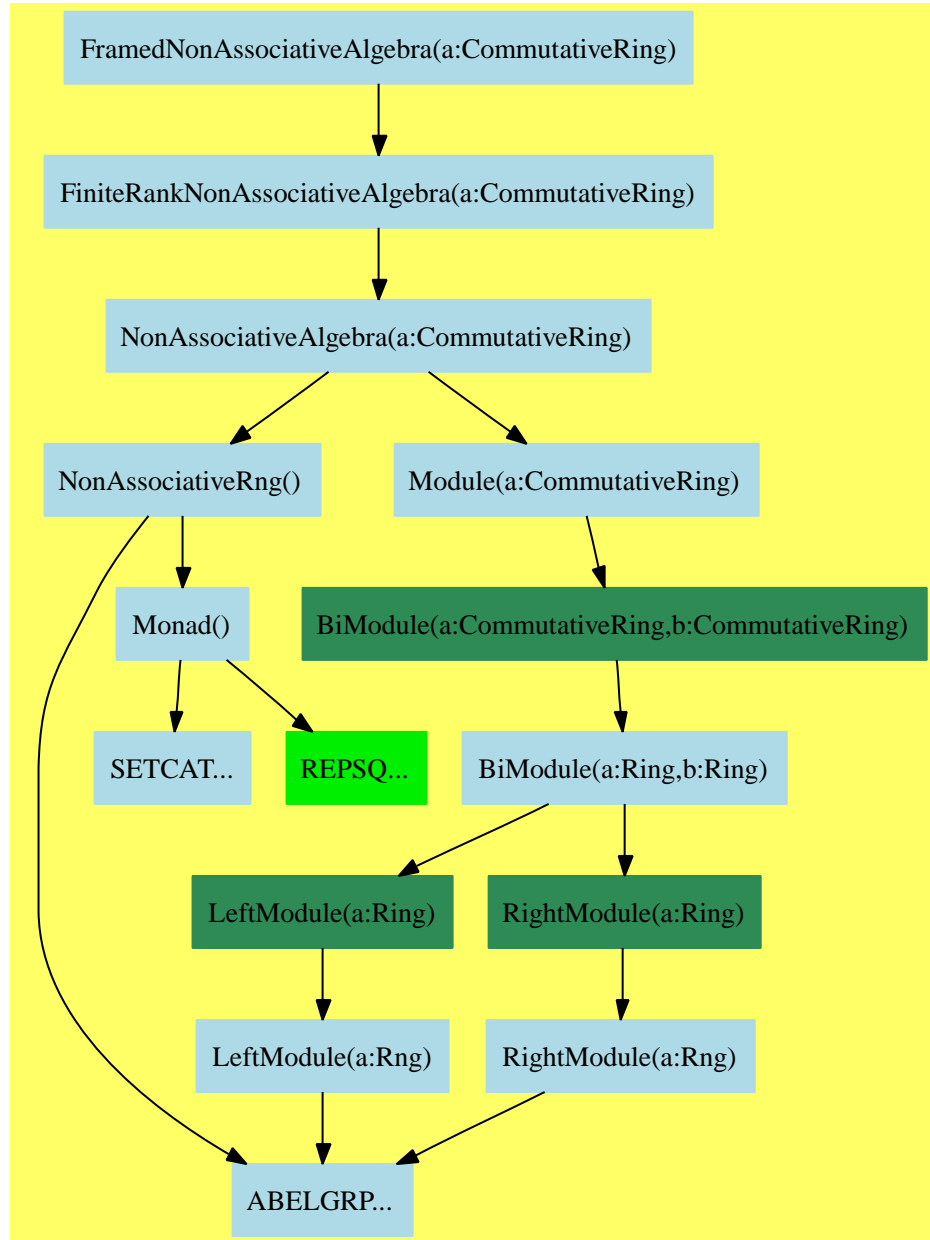 FramedNonAssociativeAlgebra(a:CommutativeRing)
FiniteRankNonAssociativeAlgebra(a:CommutativeRing)
NonAssociativeAlgebra(a:CommutativeRing)
NonAssociativeRng()
Module(a:CommutativeRing)
Monad()
BiModule(a:CommutativeRing,b:CommutativeRing)
SETCAT...
REPSQ...
BiModule(a:Ring,b:Ring)
LeftModule(a:Ring)
RightModule(a:Ring)
LeftModule(a:Rng)
RightModule(a:Rng)
ABELGRP...